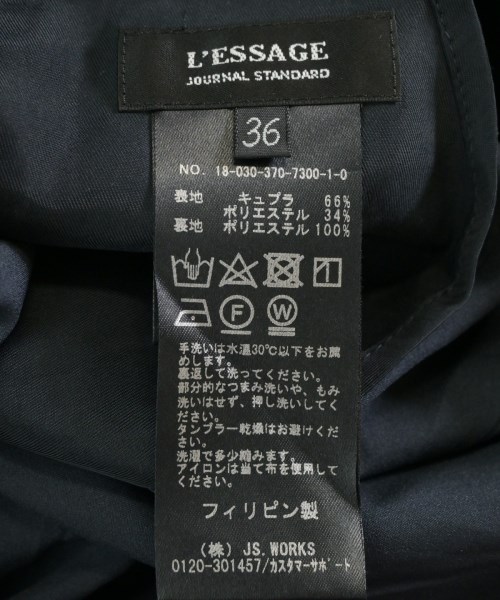 L'ESSAGE
JOURNAL STANDARD
36
NO. 18-030-370-7300-1-0
表地 キュプラ 66%
ポリエステル 34%
裏地 ポリエステル 100%
F W
手洗いは水温30℃以下をお薦
めします。
裏返して洗ってください。
部分的なつまみ洗いや、もみ
洗いはせず、押し洗いしてく
ださい。
タンブラー乾燥はお避けくだ
さい。
洗濯で多少縮みます。
アイロンは当て布を使用して
ください。
フィリピン製
(株) JS.WORKS
0120-301457/カスタマーサポート